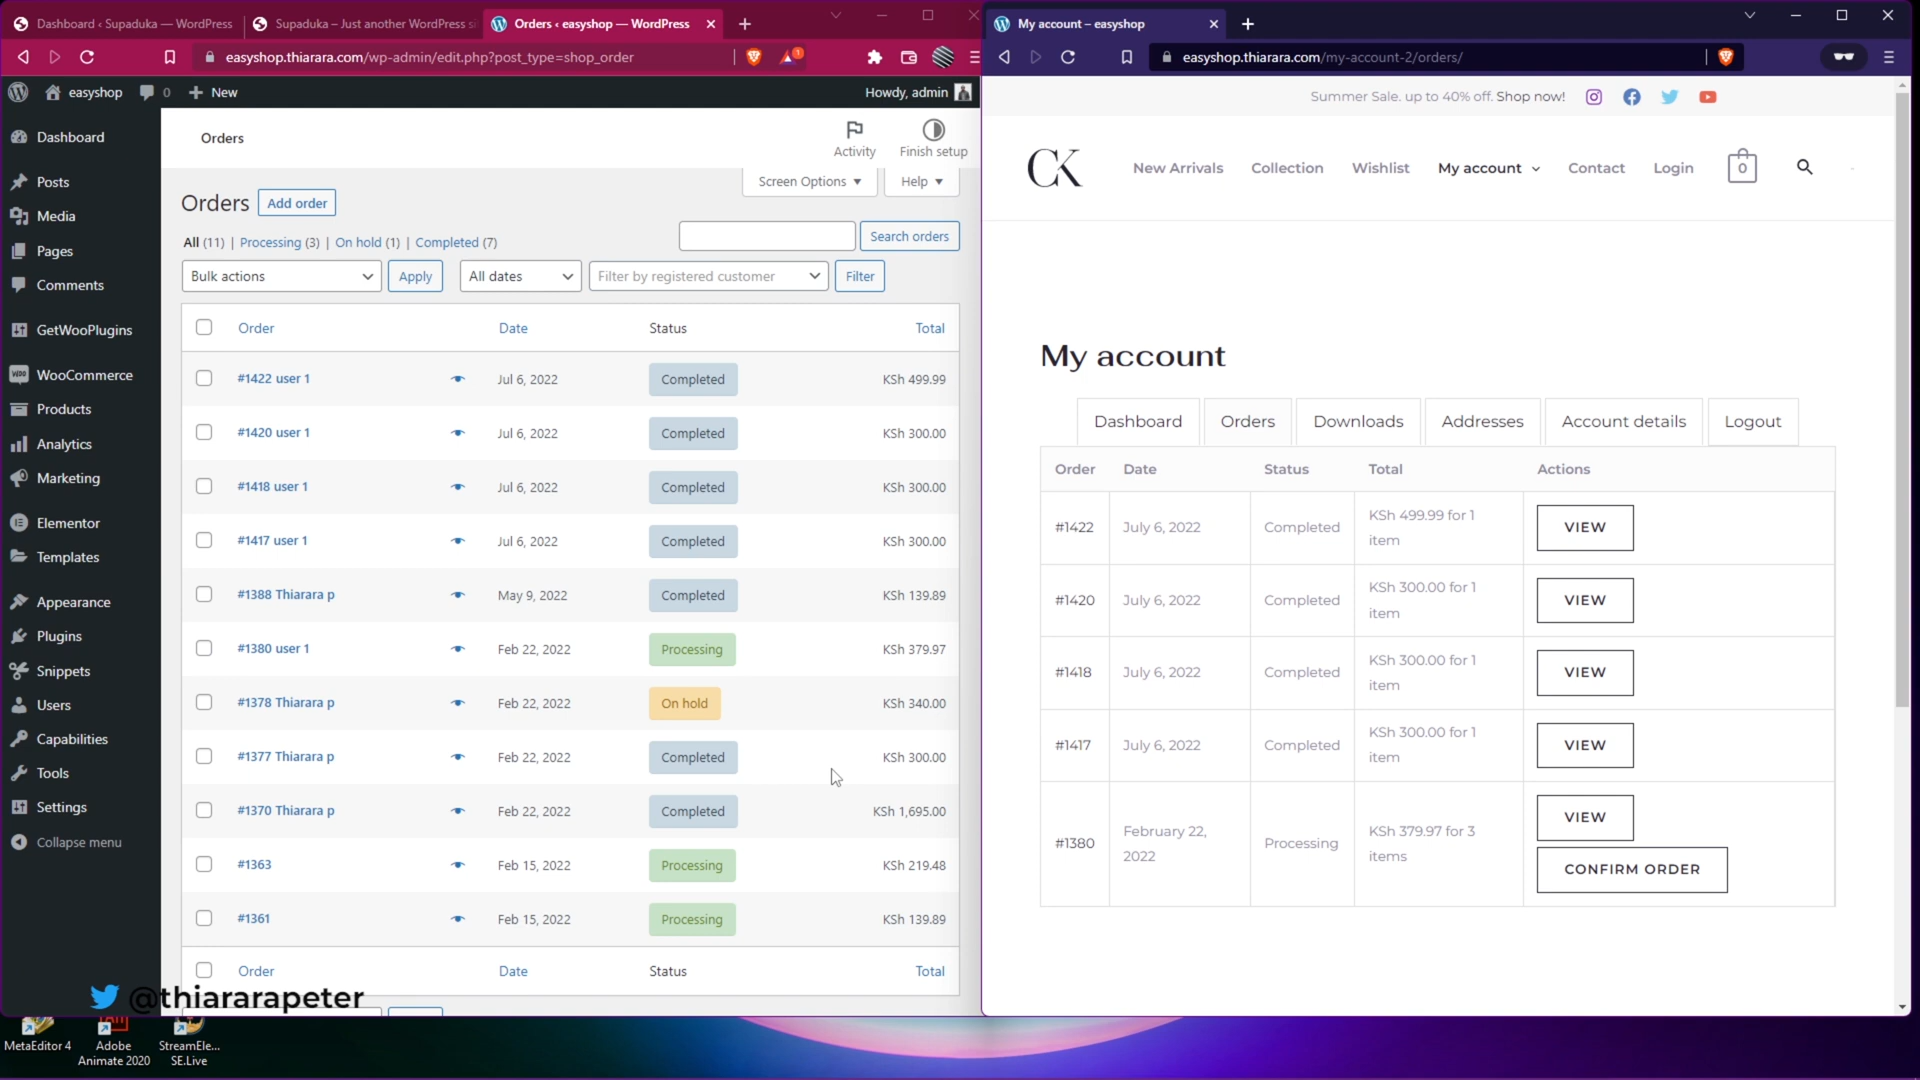 Dashboard ‹ Supaduka — WordPress
Supaduka – Just another WordPress si
Orders ‹ easyshop — WordPress
easyshop.thiarara.com/wp-admin/edit.php?post_type=shop_order
easyshop
0
New
Howdy, admin
Dashboard
Posts
Media
Pages
Comments
GetWooPlugins
WooCommerce
Products
Analytics
Marketing
Elementor
Templates
Appearance
Plugins
Snippets
Users
Capabilities
Tools
Settings
Collapse menu
Orders
Activity
Finish setup
Screen Options
Help
Orders
Add order
All (11) | Processing (3) | On hold (1) | Completed (7)
Search orders
Bulk actions
Apply
All dates
Filter by registered customer
Filter
Order Date Status Total
#1422 user 1 Jul 6, 2022 Completed KSh 499.99
#1420 user 1 Jul 6, 2022 Completed KSh 300.00
#1418 user 1 Jul 6, 2022 Completed KSh 300.00
#1417 user 1 Jul 6, 2022 Completed KSh 300.00
#1388 Thiarara p May 9, 2022 Completed KSh 139.89
#1380 user 1 Feb 22, 2022 Processing KSh 379.97
#1378 Thiarara p Feb 22, 2022 On hold KSh 340.00
#1377 Thiarara p Feb 22, 2022 Completed KSh 300.00
#1370 Thiarara p Feb 22, 2022 Completed KSh 1,695.00
#1363 Feb 15, 2022 Processing KSh 219.48
#1361 Feb 15, 2022 Processing KSh 139.89
Order Date Status Total
@thiararapeter
MetaEditor 4
Adobe
Animate 2020
StreamEle...
SE.Live
My account – easyshop
easyshop.thiarara.com/my-account-2/orders/
Summer Sale. up to 40% off. Shop now!
CK
New Arrivals
Collection
Wishlist
My account
Contact
Login
0
My account
Dashboard
Orders
Downloads
Addresses
Account details
Logout
Order Date Status Total Actions
#1422 July 6, 2022 Completed KSh 499.99 for 1
item
VIEW
#1420 July 6, 2022 Completed KSh 300.00 for 1
item
VIEW
#1418 July 6, 2022 Completed KSh 300.00 for 1
item
VIEW
#1417 July 6, 2022 Completed KSh 300.00 for 1
item
VIEW
#1380 February 22,
2022
Processing
KSh 379.97 for 3
items
VIEW
CONFIRM ORDER